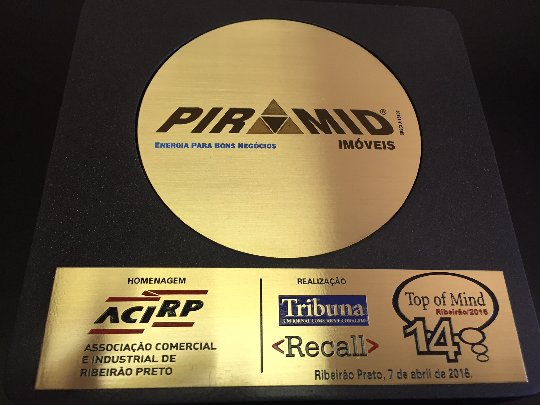 PIRAMID®
IMÓVEIS
ENERGIA PARA BONS NEGÓCIOS
HOMENAGEM
ACIRP
ASSOCIAÇÃO COMERCIAL
E INDUSTRIAL DE
RIBEIRÃO PRETO
REALIZAÇÃO
Tribuna
<Recall>
Top of Mind
Ribeirão/2016
14
Ribeirão Preto, 7 de abril de 2016.